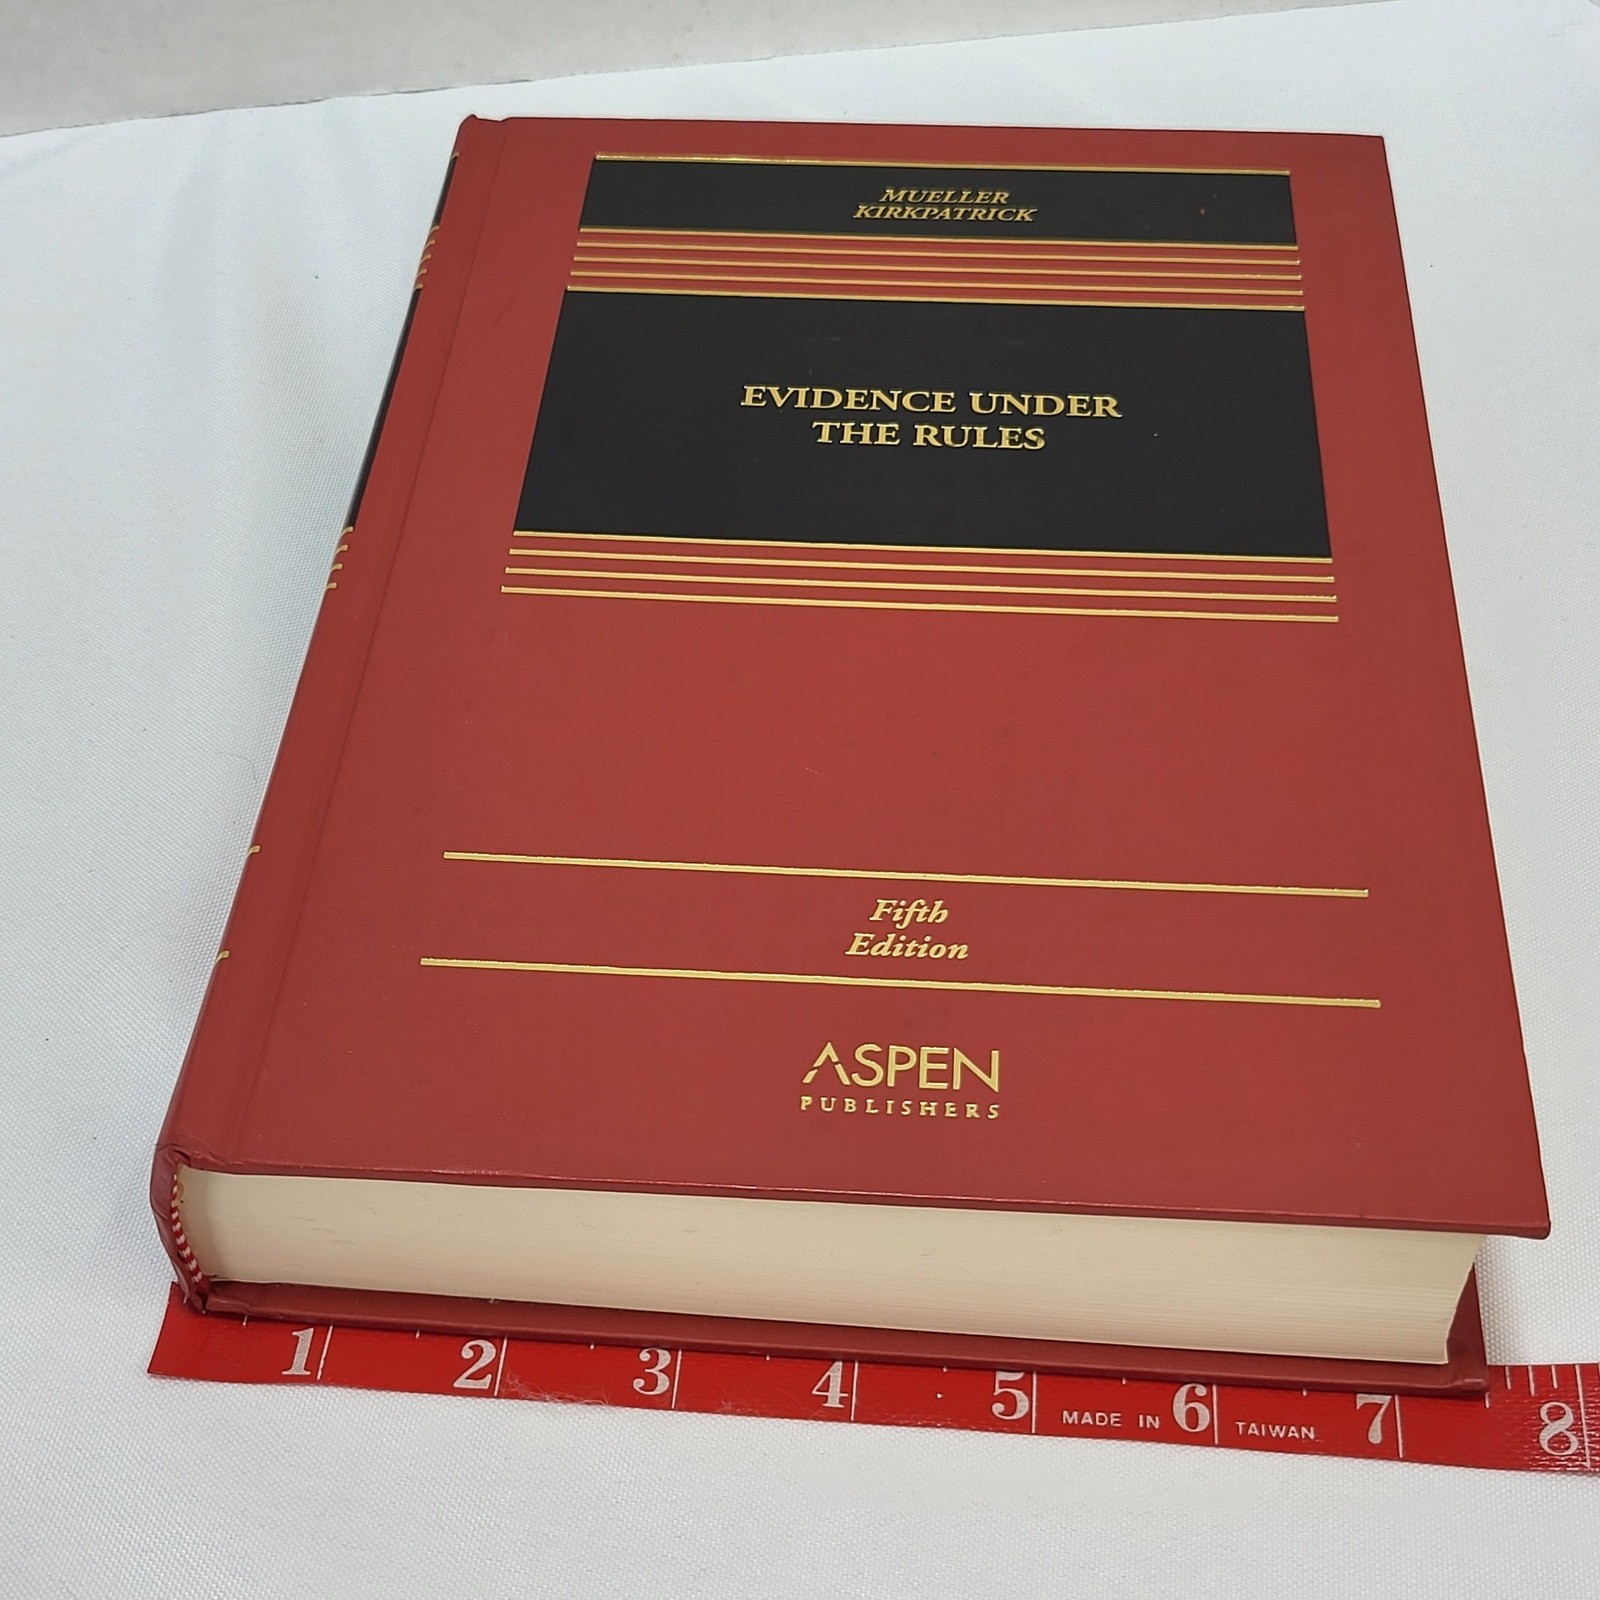 MUELLER
KIRKPATRICK
EVIDENCE UNDER
THE RULES
Fifth
Edition
ASPEN
PUBLISHERS
1 2 3 4 5 MADE IN 6 TAIWAN 7 8